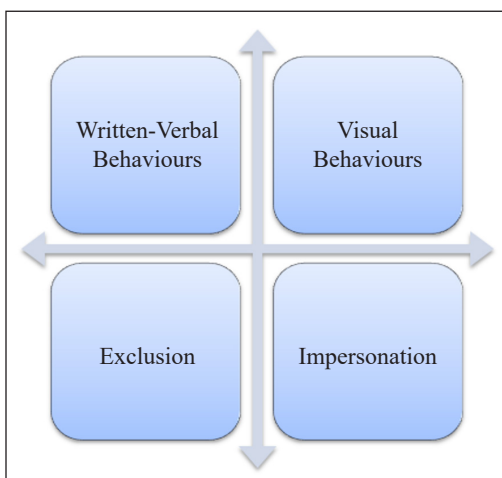 Written-Verbal
Behaviours
Visual
Behaviours
Exclusion
Impersonation